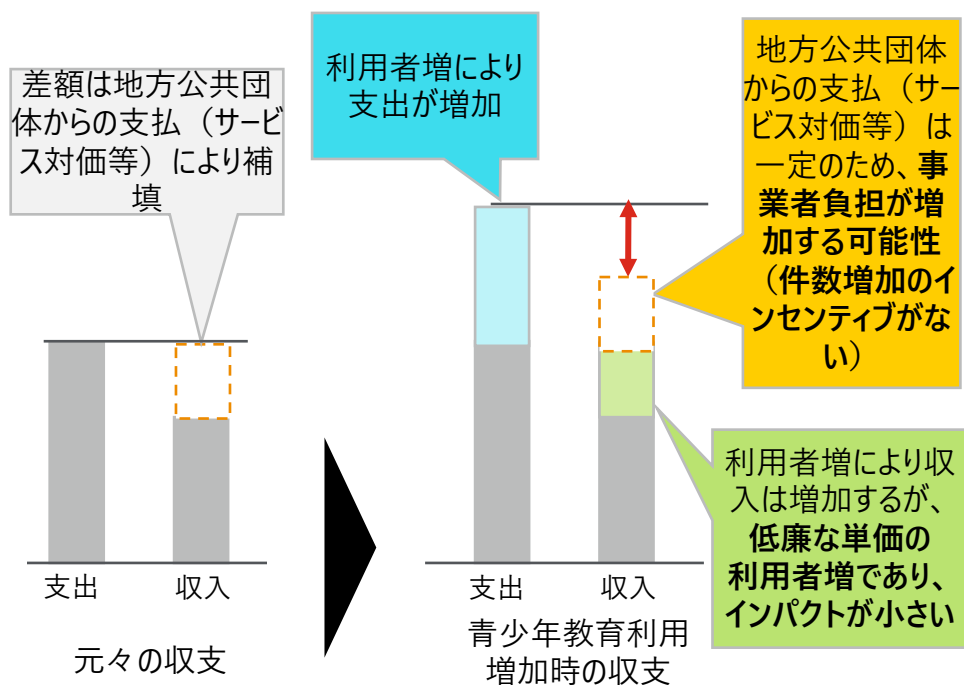 差額は地方公共団
体からの支払（サービ
ス対価等）により補
填
利用者増により
支出が増加
地方公共団体
からの支払（サー
ビス対価等）は
一定のため、事
業者負担が増
加する可能性
（件数増加のイ
ンセンティブがな
い）
利用者増により収
入は増加するが、
低廉な単価の
利用者増であり、
インパクトが小さい
支出
収入
元々の収支
支出
収入
青少年教育利用
増加時の収支